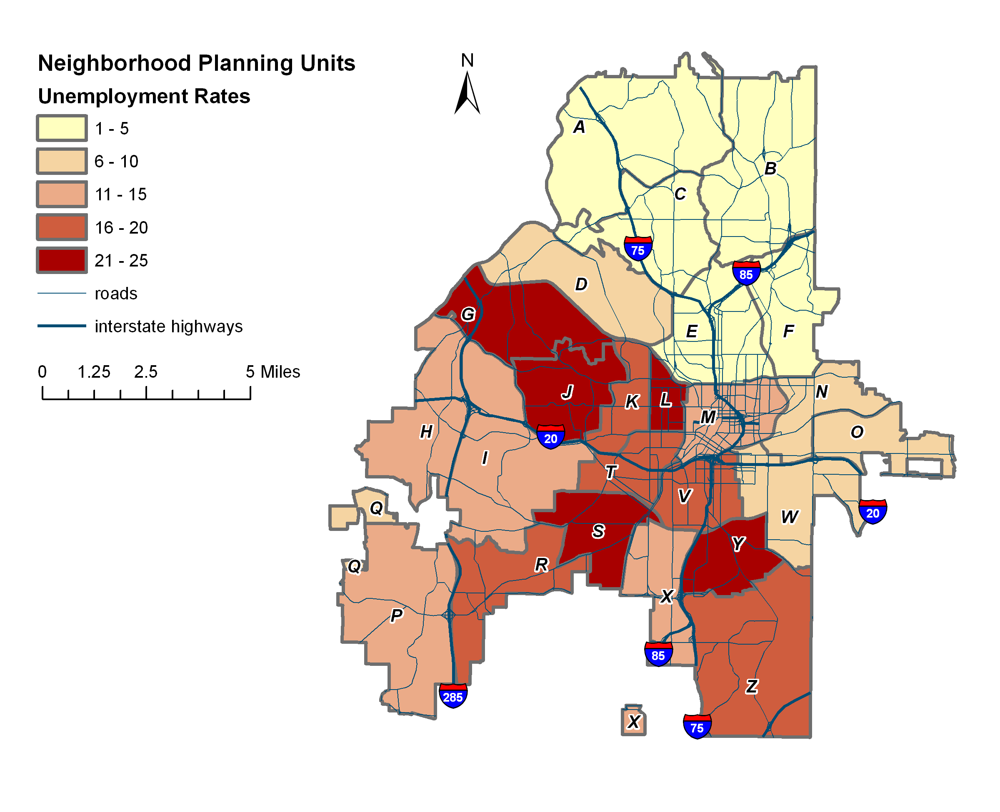 Neighborhood Planning Units
Unemployment Rates
1 - 5
6 - 10
11 - 15
16 - 20
21 - 25
roads
interstate highways
0 1.25 2.5 5 Miles
N
A
B
C
75
85
D
G
E
F
J
K
L
N
M
H
20
O
I
T
V
Q
W
20
S
Y
Q
R
X
P
85
Z
285
X
75